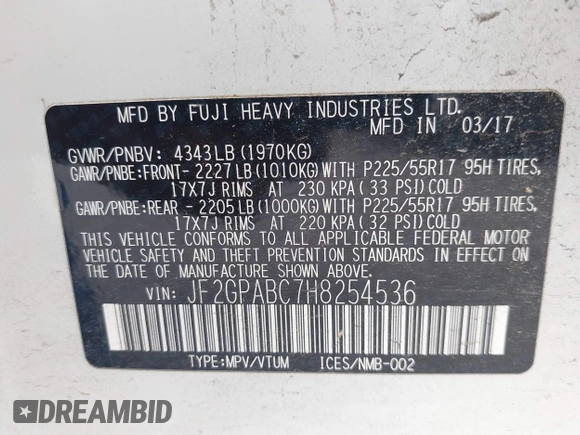 MFD BY FUJI HEAVY INDUSTRIES LTD.
MFD IN 03/17
GVWR/PNBV: 4343LB(1970KG)
GAWR/PNBE:FRONT- 2227LB(1010KG)WITH P225/55R17 95H TIRES,
17X7J RIMS AT 230 KPA(33 PSI)COLD
GAWR/PNBE:REAR - 2205LB(1000KG)WITH P225/55R17 95H TIRES,
17X7J RIMS AT 220 KPA(32 PSI)COLD
THIS VEHICLE CONFORMS TO ALL APPLICABLE FEDERAL MOTOR
VEHICLE SAFETY AND THEFT PREVENTION STANDARDS IN EFFECT
ON THE DATE OF MANUFACTURE SHOWN ABOVE.
VIN: JF2GPABC7H8254536
TYPE:MPV/VTUM ICES/NMB-002
DREAMBID